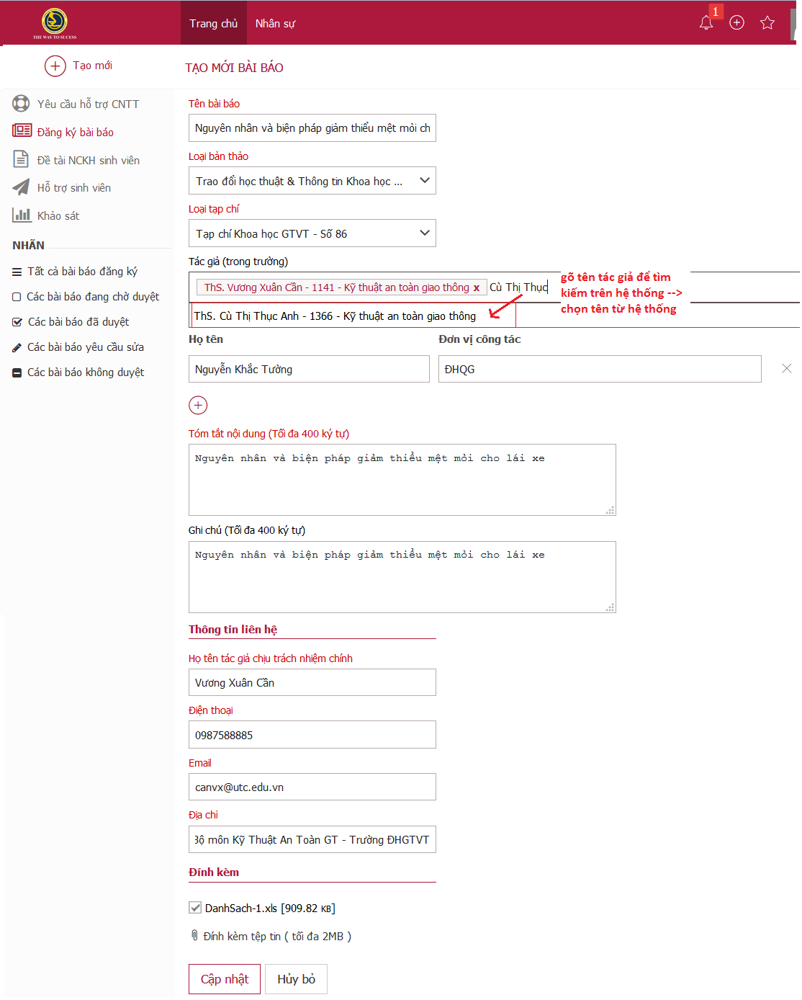 THE WAY TO SUCESS
Trang chủ
Nhân sự
1
Tạo mới
TẠO MỚI BÀI BÁO
Yêu cầu hỗ trợ CNTT
Đăng ký bài báo
Đề tài NCKH sinh viên
Hỗ trợ sinh viên
Khảo sát
NHÃN
Tất cả bài báo đăng ký
Các bài báo đang chờ duyệt
Các bài báo đã duyệt
Các bài báo yêu cầu sửa
Các bài báo không duyệt
Tên bài báo
Nguyên nhân và biện pháp giảm thiểu mệt mỏi ch
Loại bản thảo
Trao đổi học thuật & Thông tin Khoa học ...
Loại tạp chí
Tạp chí Khoa học GTVT - Số 86
Tác giả (trong trường)
ThS. Vương Xuân Cần - 1141 - Kỹ thuật an toàn giao thông x Cù Thị Thục
ThS. Cù Thị Thục Anh - 1366 - Kỹ thuật an toàn giao thông
gõ tên tác giả để tìm
kiếm trên hệ thống -->
chọn tên từ hệ thống
Họ tên
Đơn vị công tác
Nguyễn Khắc Tường
ĐHQG
Tóm tắt nội dung (Tối đa 400 ký tự)
Nguyên nhân và biện pháp giảm thiểu mệt mỏi cho lái xe
Ghi chú (Tối đa 400 ký tự)
Nguyên nhân và biện pháp giảm thiểu mệt mỏi cho lái xe
Thông tin liên hệ
Họ tên tác giả chịu trách nhiệm chính
Vương Xuân Cần
Điện thoại
0987588885
Email
canvx@utc.edu.vn
Địa chỉ
Bộ môn Kỹ Thuật An Toàn GT - Trường ĐHGTVT
Đính kèm
DanhSach-1.xls [909.82 KB]
Đính kèm tệp tin ( tối đa 2MB )
Cập nhật
Hủy bỏ